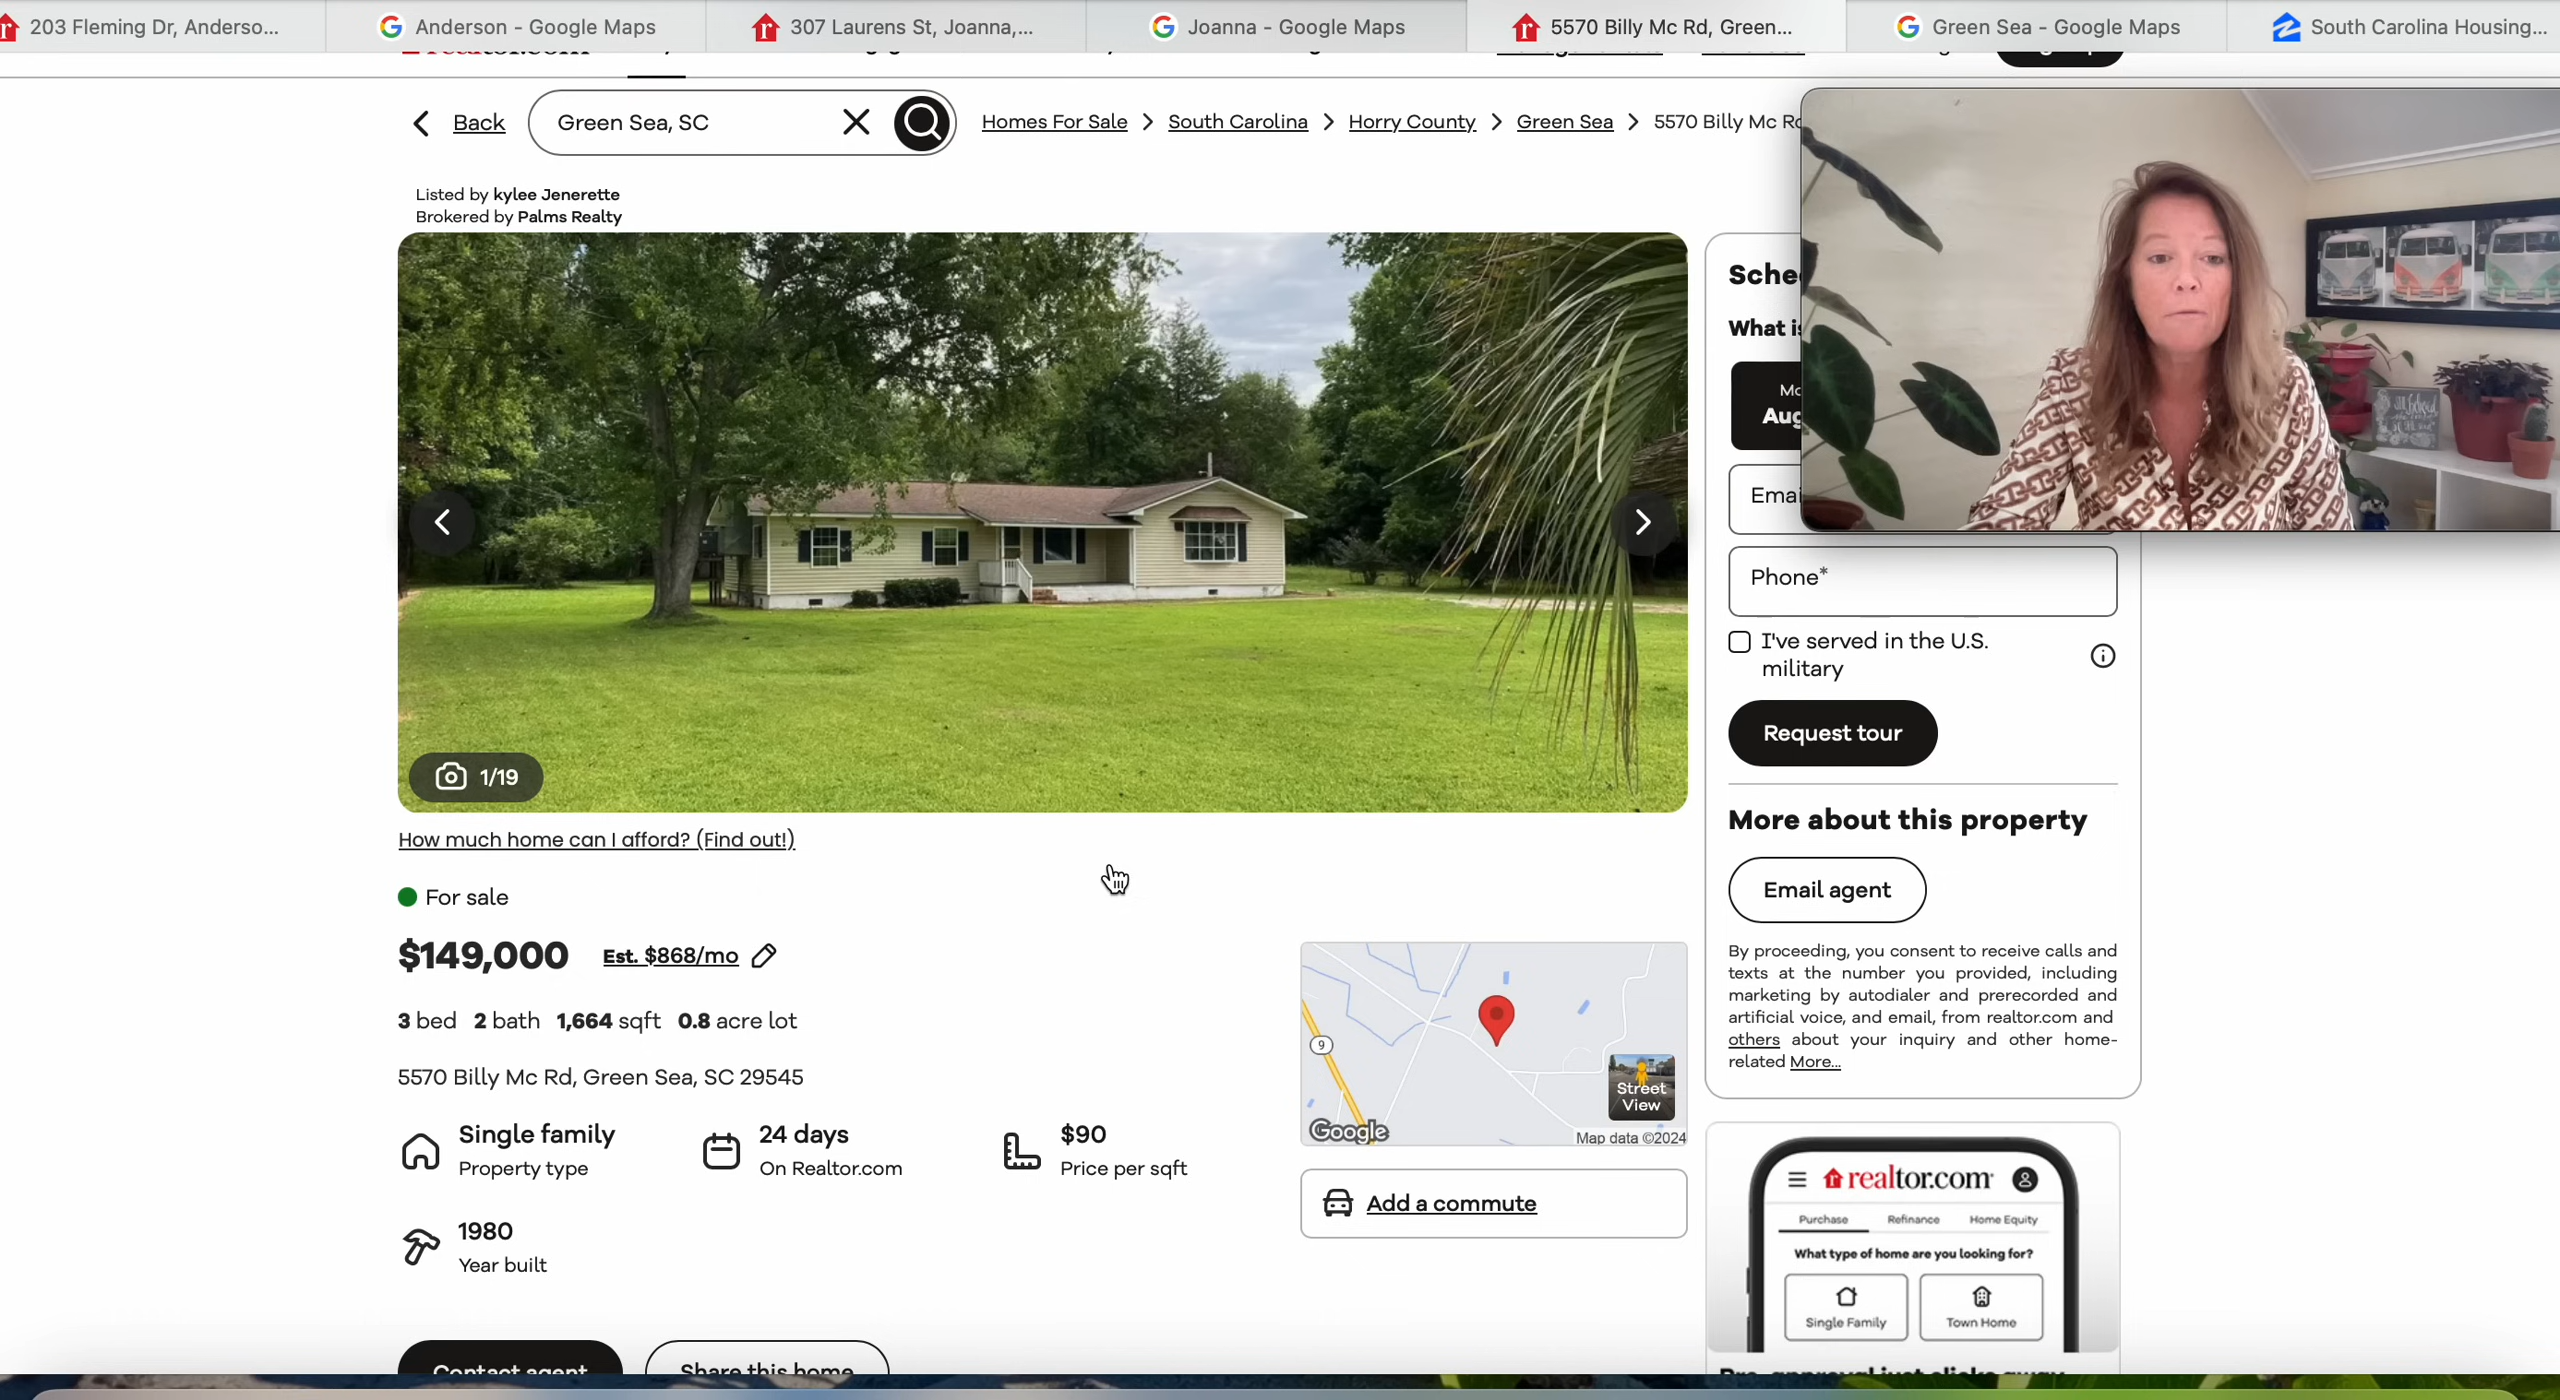 203 Fleming Dr, Anderso...
Anderson - Google Maps
307 Laurens St, Joanna,...
Joanna - Google Maps
5570 Billy Mc Rd, Green...
Green Sea - Google Maps
South Carolina Housing...
Back
Green Sea, SC
Homes For Sale > South Carolina > Horry County > Green Sea > 5570 Billy Mc
Listed by kylee Jenerette
Brokered by Palms Realty
1/19
How much home can I afford? (Find out!)
For sale
$149,000
Est. $868/mo
3 bed 2 bath 1,664 sqft 0.8 acre lot
5570 Billy Mc Rd, Green Sea, SC 29545
Single family
Property type
24 days
On Realtor.com
$90
Price per sqft
1980
Year built
Contact agent
Share this home
9
Street
View
Google
Map data ©2024
Add a commute
What
Aug
Phone*
I've served in the U.S.
military
Request tour
More about this property
Email agent
By proceeding, you consent to receive calls and
texts at the number you provided, including
marketing by autodialer and prerecorded and
artificial voice, and email, from realtor.com and
others about your inquiry and other home-
related More...
realtor.com
Purchase
Refinance
Home Equity
What type of home are you looking for?
Single Family
Town Home